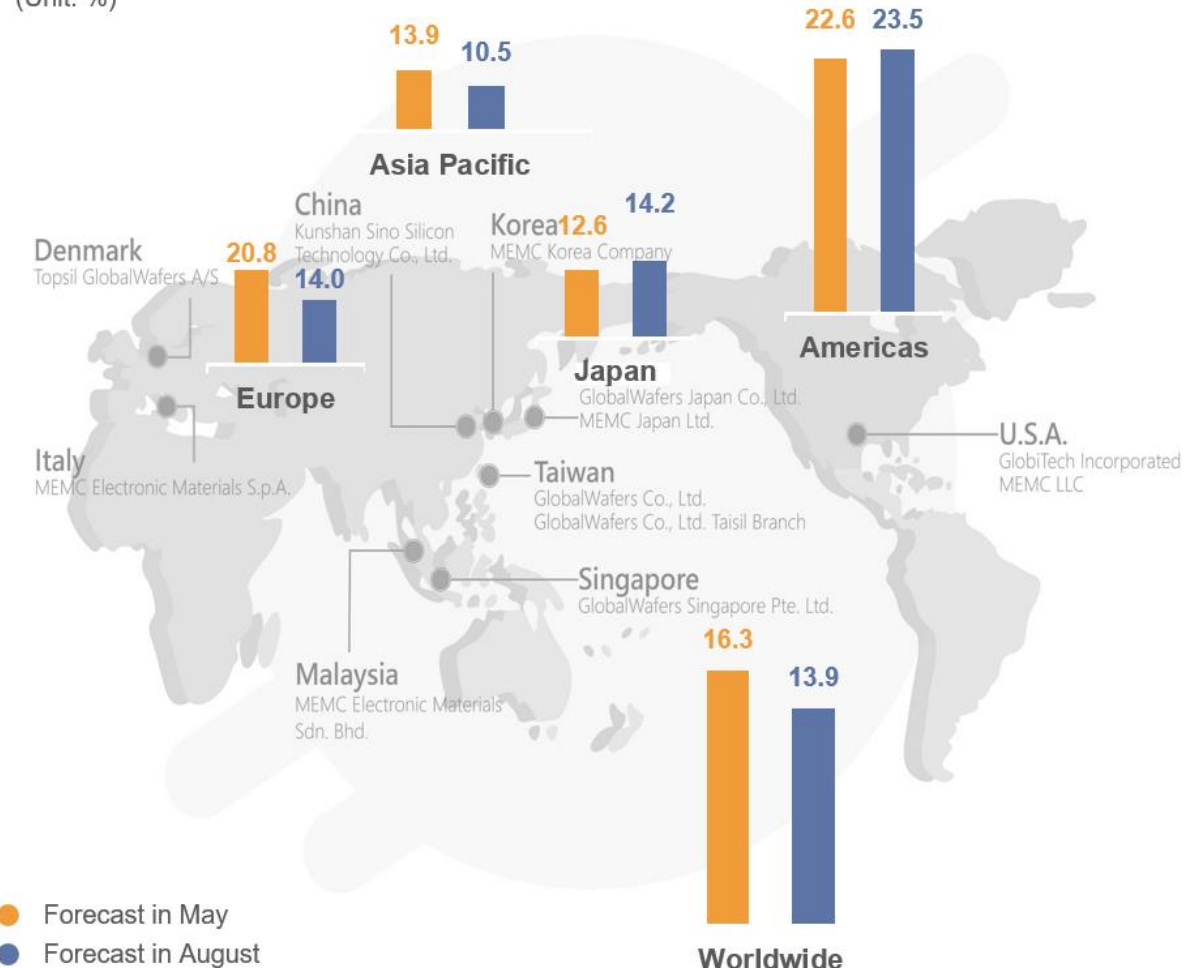 (Unit: %)
22.6 23.5
13.9
10.5
Asia Pacific
China
Kunshan Sino Silicon
Technology Co., Ltd.
14.2
Korea
12.6
MEMC Korea Company
Denmark
Topsil GlobalWafers A/S
20.8
14.0
Europe
Americas
Japan
GlobalWafers Japan Co., Ltd.
MEMC Japan Ltd.
U.S.A.
GlobiTech Incorporated
MEMC LLC
Italy
MEMC Electronic Materials S.p.A.
Taiwan
GlobalWafers Co., Ltd.
GlobalWafers Co., Ltd. Taisil Branch
Singapore
GlobalWafers Singapore Pte. Ltd.
16.3
13.9
Malaysia
MEMC Electronic Materials
Sdn. Bhd.
Forecast in May
Forecast in August
Worldwide